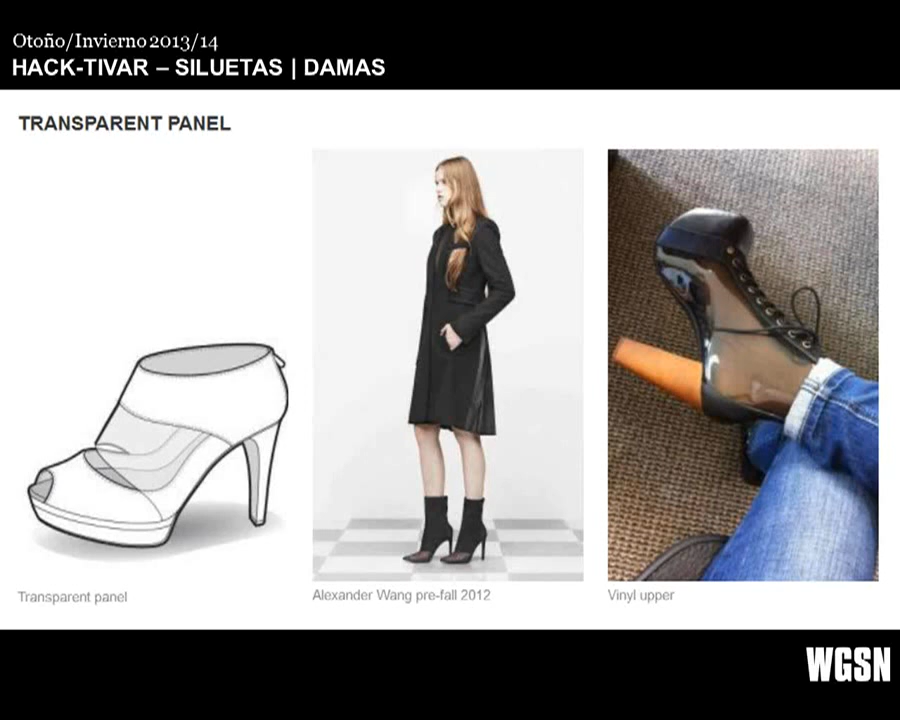 Otoño/Invierno 2013/14
HACK-TIVAR – SILUETAS | DAMAS
TRANSPARENT PANEL
Transparent panel
Alexander Wang pre-fall 2012
Vinyl upper
WGSN